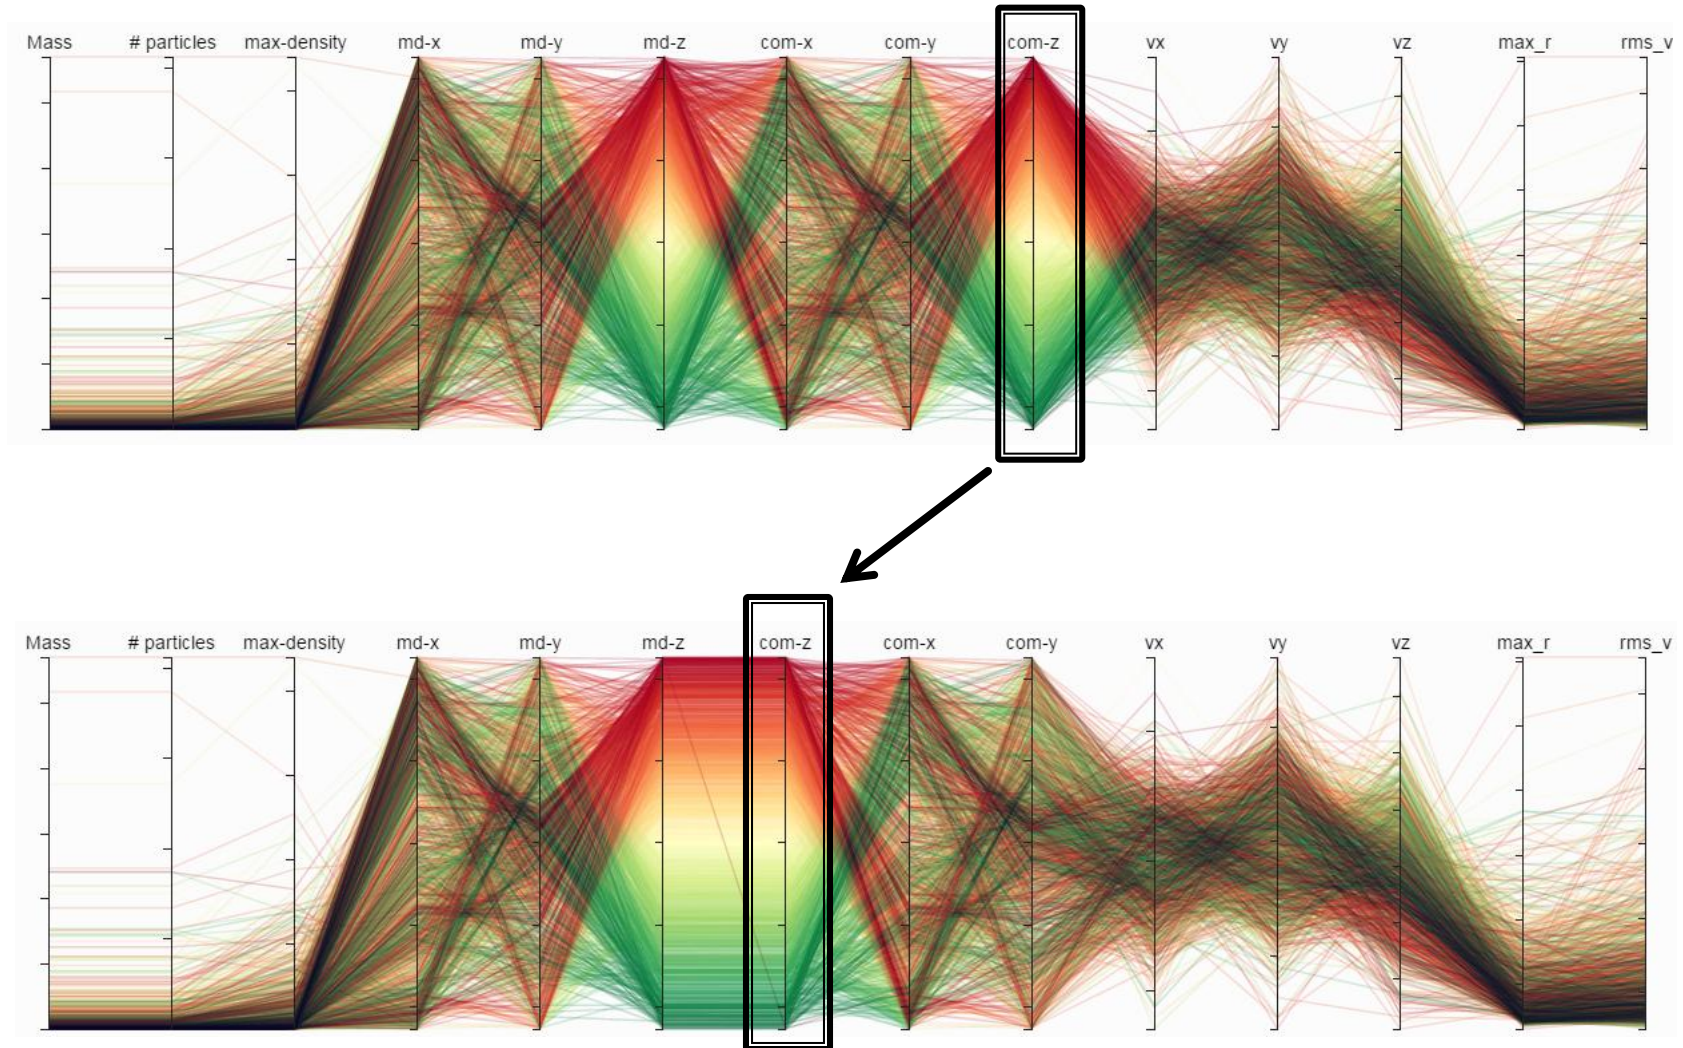 Mass # particles max-density md-x md-y md-z com-x com-y com-z vx vy vz max_r rms_v
Mass # particles max-density md-x md-y md-z com-z com-x com-y vx vy vz max_r rms_v